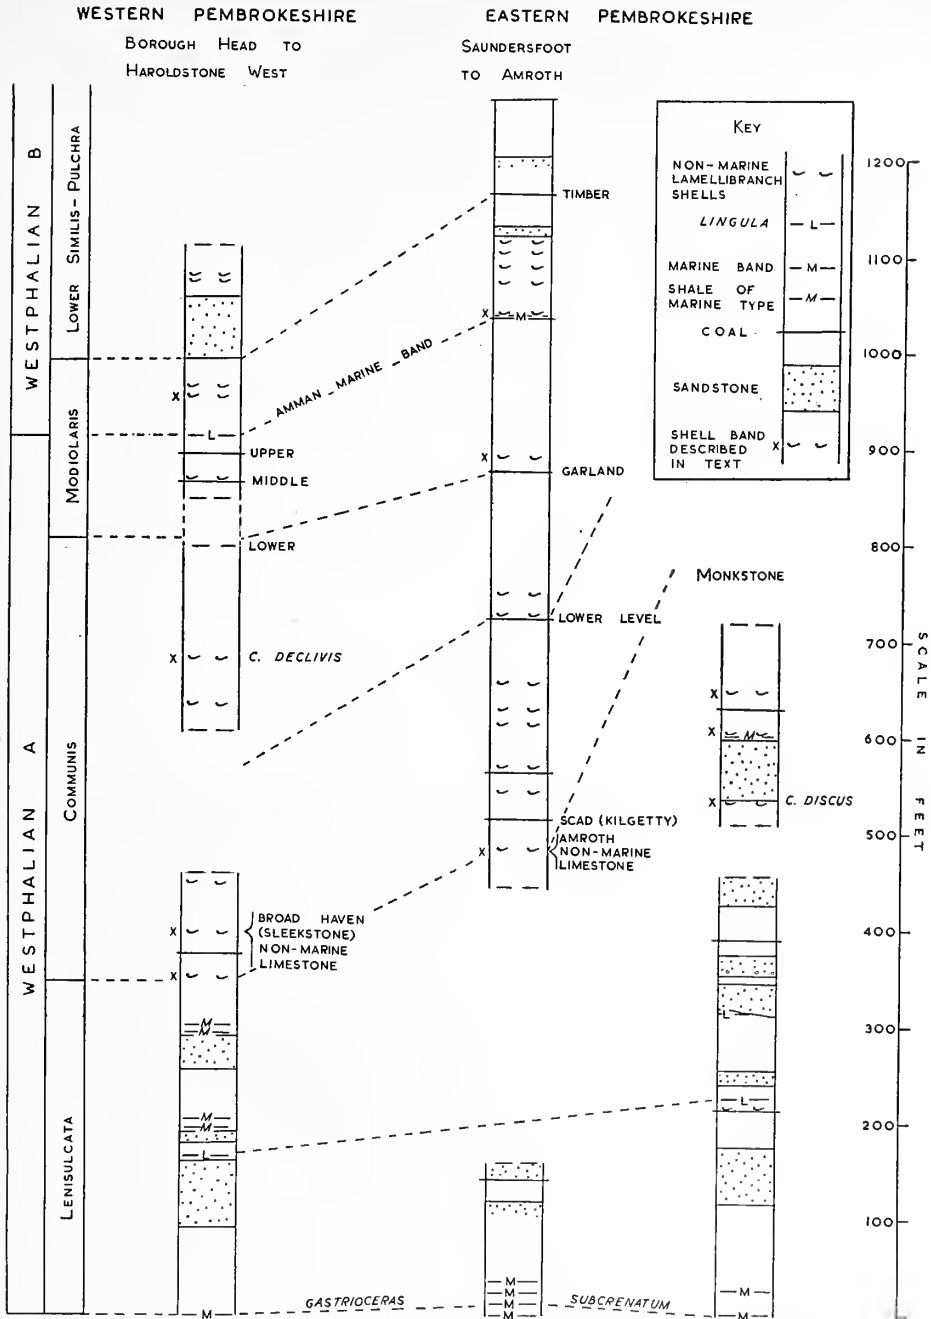 WESTERN PEMBROKESHIRE
BOROUGH HEAD TO
HAROLDSTONE WEST
EASTERN PEMBROKESHIRE
SAUNDERSFOOT
TO AMROTH
WESTPHALIAN B
WESTPHALIAN A
LOWER SIMILIS-PULCHRA
MODIOLARIS
COMMUNIS
LENISULCATA
KEY
NON-MARINE
LAMELLIBRANCH
SHELLS
LINGULA
L
MARINE BAND
M
SHALE OF
MARINE TYPE
M
COAL
SANDSTONE
SHELL BAND
DESCRIBED
IN TEXT
X
TIMBER
X
M
AMMAN MARINE BAND
X
L
UPPER
MIDDLE
LOWER
X
GARLAND
X
C. DECLIVIS
LOWER LEVEL
SCAD (KILGETTY)
X
AMROTH
NON-MARINE
LIMESTONE
MONKSTONE
X
X
M
X
C. DISCUS
X
BROAD HAVEN
(SLEEKSTONE)
NON-MARINE
LIMESTONE
X
M
M
M
M
L
M
GASTRIOCERAS
M
M
M
M
SUBCRENATUM
L
L
M
M
1200
1100
1000
900
800
700
600
500
400
300
200
100
SCALE IN FEET